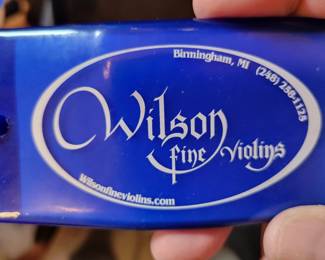 Birmingham, MI (248) 258-1125
Wilson
fine Violins
Wilsonfineviolins.com